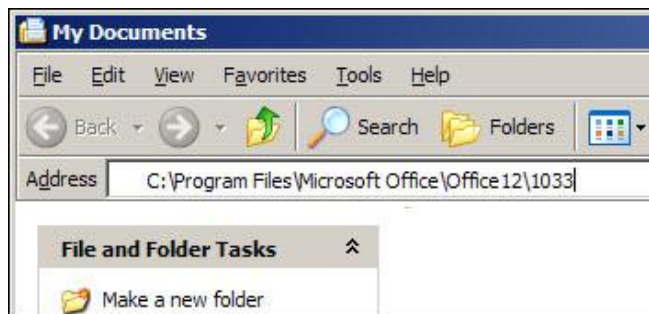 My Documents
File Edit View Favorites Tools Help
Back Search Folders
Address C:\Program Files\Microsoft Office\Office12\1033
File and Folder Tasks
Make a new folder